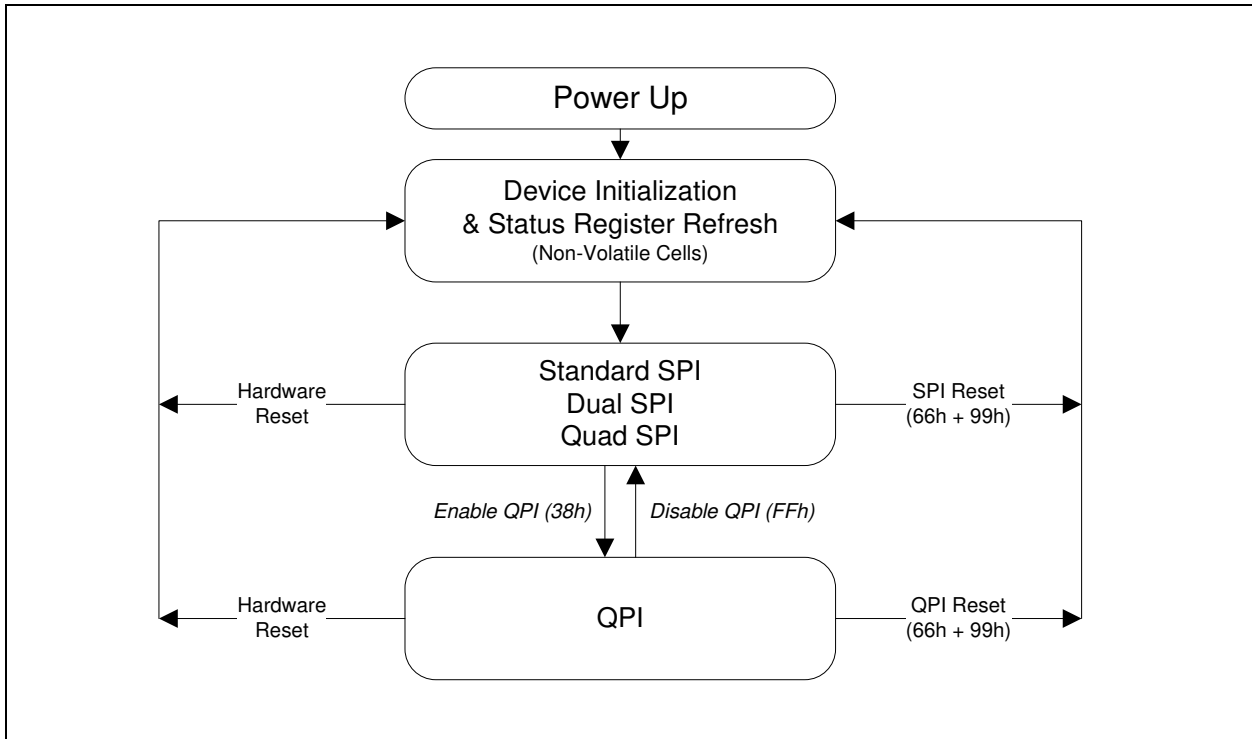 Power Up
Device Initialization
& Status Register Refresh
(Non-Volatile Cells)
Hardware
Reset
Standard SPI
Dual SPI
Quad SPI
SPI Reset
(66h + 99h)
Enable QPI (38h)
Disable QPI (FFh)
Hardware
Reset
QPI
QPI Reset
(66h + 99h)